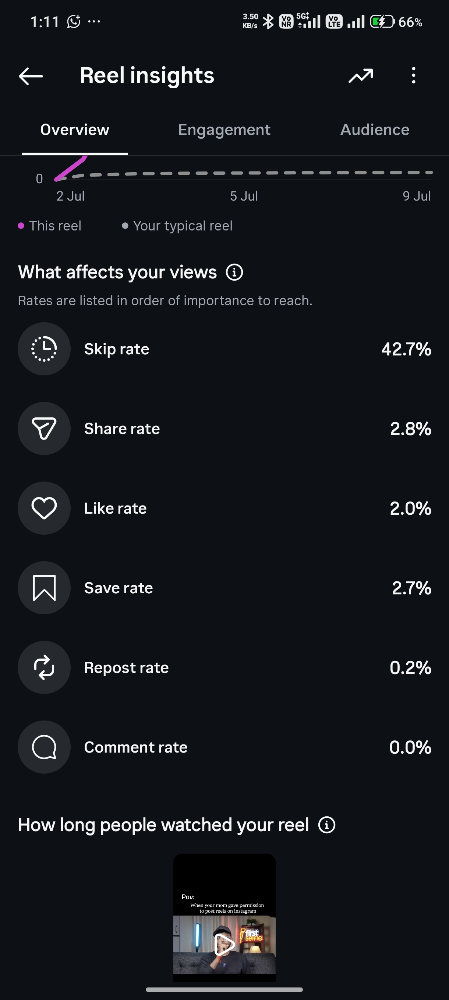 1:11 ... 3.50 KB/s Vo NR 5G Vo LTE 66%
Reel insights
Overview Engagement Audience
0
2 Jul 5 Jul 9 Jul
This reel Your typical reel
What affects your views
Rates are listed in order of importance to reach.
Skip rate 42.7%
Share rate 2.8%
Like rate 2.0%
Save rate 2.7%
Repost rate 0.2%
Comment rate 0.0%
How long people watched your reel
Pov:
When your mom gave permission
to post reels on instagram
first
selfie